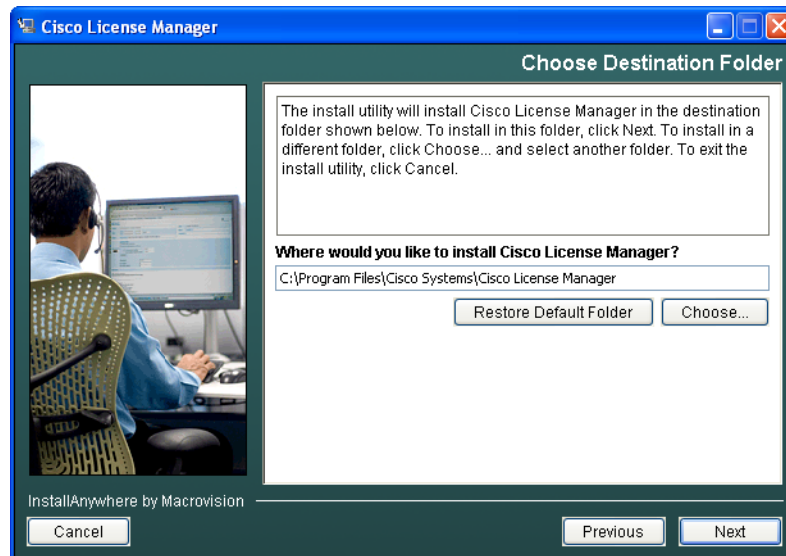 Cisco License Manager
Choose Destination Folder
The install utility will install Cisco License Manager in the destination
folder shown below. To install in this folder, click Next. To install in a
different folder, click Choose... and select another folder. To exit the
install utility, click Cancel.
Where would you like to install Cisco License Manager?
C:\Program Files\Cisco Systems\Cisco License Manager
Restore Default Folder
Choose...
InstallAnywhere by Macrovision
Cancel
Previous
Next